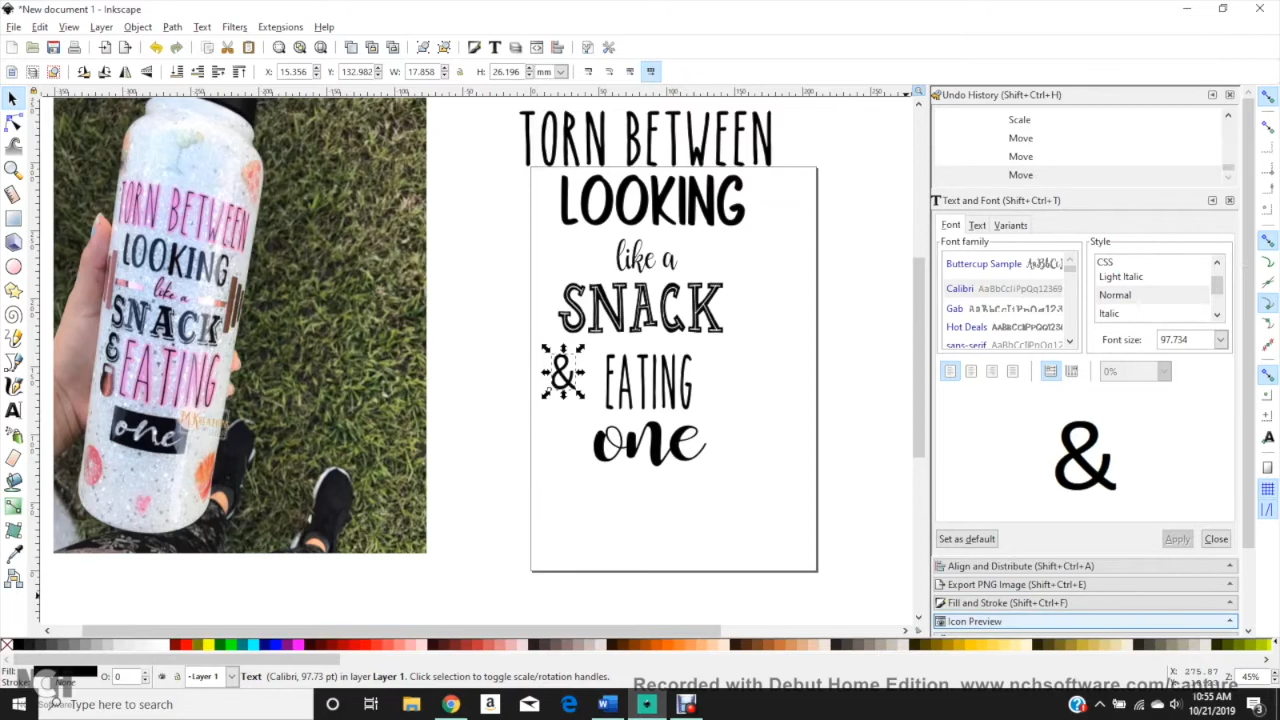 *New document 1 - Inkscape
File Edit View Layer Object Path Text Filters Extensions Help
X: 15.356 Y: 132.982 W: 17.858 H: 26.196 mm
Undo History (Shift+Ctrl+H)
Scale
Move
Move
Move
Text and Font (Shift+Ctrl+T)
Font Text Variants
Font family Style
Buttercup Sample
Calibri AaBbCcIiPpQq12369
Gab
Hot Deals AaBbCcIiPpQq123
sans-serif
CSS
Light Italic
Normal
Italic
Font size: 97.734
0%
&
Set as default Apply Close
Align and Distribute (Shift+Ctrl+A)
Export PNG Image (Shift+Ctrl+E)
Fill and Stroke (Shift+Ctrl+F)
Icon Preview
TORN BETWEEN
LOOKING
like a
SNACK
& EATING
one
TORN BETWEEN
LOOKING
like a
SNACK
& EATING
one
Fill:
Stroke: None
O: 0
-Layer 1
Text (Calibri, 97.73 pt) in layer Layer 1. Click selection to toggle scale/rotation handles.
X: 275.87
Z: 45%
Recorded with Debut Home Edition. www.nchsoftware.com/capture
NCH
Type here to search
10:55 AM
10/21/2019